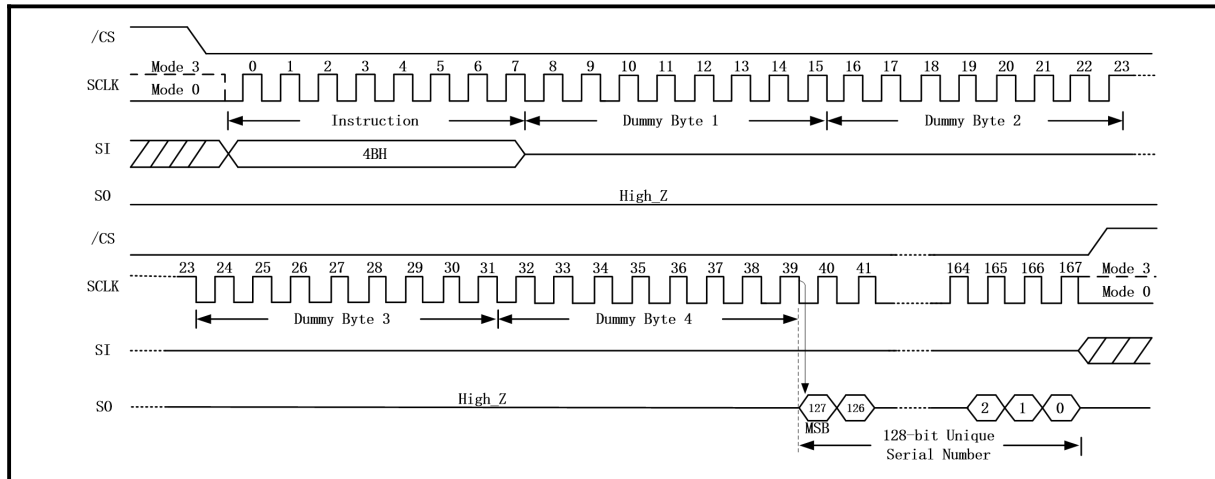 /CS
Mode 3 0 1 2 3 4 5 6 7 8 9 10 11 12 13 14 15 16 17 18 19 20 21 22 23
SCLK
Mode 0
Instruction Dummy Byte 1 Dummy Byte 2
SI 4BH
SO High_Z
/CS
23 24 25 26 27 28 29 30 31 32 33 34 35 36 37 38 39 40 41 164 165 166 167 Mode 3
SCLK
Mode 0
Dummy Byte 3 Dummy Byte 4
SI
SO High_Z 127 126 2 1 0
MSB
128-bit Unique
Serial Number